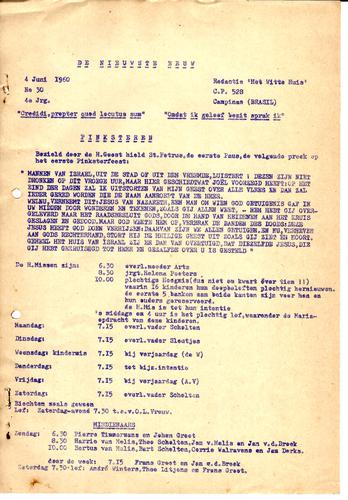 DE NIEUWSTE EEUW
4 Juni 1960 Redactie 'Het Witte Huis'
No 30 C.P. 528
4e Jrg. Campinas (BRASIL)
"Credidi, propter quod locutus sum" "Omdat ik geloof bezit sprak ik"
PINKSTEREN
Bezield door de H.Geest hield St.Petrus, de eerste Paus, de volgende preek op
het eerste Pinksterfeest:
" MANNEN VAN ISRAEL, UIT DE STAD OF UIT DEN VREEMDE, LUISTERT ! DEZEN ZIJN NIET
DRONKEN OP DIT VROEGE UUR, MAAR HIER GESCHIEDT WAT JOEL VOORZEGD HEEFT: OP HET
EIND DER DAGEN ZAL IK UITSTORTEN VAN MIJN GEEST OVER ALLE VLEES EN DAN ZAL
IEDER GERED WORDEN DIE DE NAAM AANROEPT VAN DE HEER.
WELNU, VERNEEMT DIT: JESUS VAN NAZARETH, EEN MAN OM WIEN GOD GETUIGENIS GAF IN
UW MIDDEN DOOR WONDEREN EN TEKENEN, ZOALS GIJ ALLEN WEET, - HEM HEBT GIJ OVER-
GELEVERD NAAR HET RAADSBESLUIT GODS, DOOR DE HAND VAN HEIDENEN AAN HET KRUIS
GESLAGEN EN GEDOOD, MAAR GOD WEKTE HEM OP, VERBRAK DE BANDEN DES DOODS: DEZE
JESUS HEEFT GOD DOEN VERRIJZEN; DAARVAN ZIJN WE ALLEN GETUIGEN, EN NU, VERHEVEN
AAN GODS RECHTERHAND, STORT HIJ DE HEILIGE GEEST UIT ZOALS GIJ ZIET EN HOORT,
GEHEEL HET HUIS VAN ISRAEL ZIJ ER DAN VAN OVERTUIGD, DAT DIEZELFDE JESUS, DIE
GIJ HEBT GEKRUISIGD TOT HEER EN GEZALFDE OVER U IS GESTELD "
De H.Missen zijn: 6.30 overl.moeder Arts
8.30 jrgt.Helena Peeters
10.00 plechtige Hoogmis (dus niet om kwart over tien !!)
waarin 16 kinderen hun doopbeloften plechtig hernieuwen.
de eerste 5 banken aan beide kanten zijn voor hen en
hun ouders gereserveerd.
de H.Mis is tot hun intentie
's middags om 4 uur is het plechtig lof, waaronder de Maria-
opdracht van deze kinderen.
Maandag: 7.15 overl.vader Scholten
Dinsdag: 7.15 overl.vader Sleutjes
Woensdag: kindermis 7.15 bij verjaardag (de W)
Donderdag 7.15 tot bijz.intentie
Vrijdag: 7.15 bij verjaardag (A.V)
Zaterdag 7.15 overl.vader Scholten
Biechten zoals gewoon
Lof: Zaterdag-avond 7.30 t.e.v.O.L.Vrouw.
MISDIENAARS
Zondag: 6.30 Pierre Timmermans en Johan Groot
8.30 Harrie van Melis, Theo Scholten, Jan v.Melis en Jan v.d.Broek
10.00 Bertus van Melis, Bart Scholten, Cerrie Walravens en Jan Derks.
door de week: 7.15 Frans Groot en Jan v.d.Broek
Zaterdag 7.30-lof: André Winters, Theo Litjens en Frans Groot.